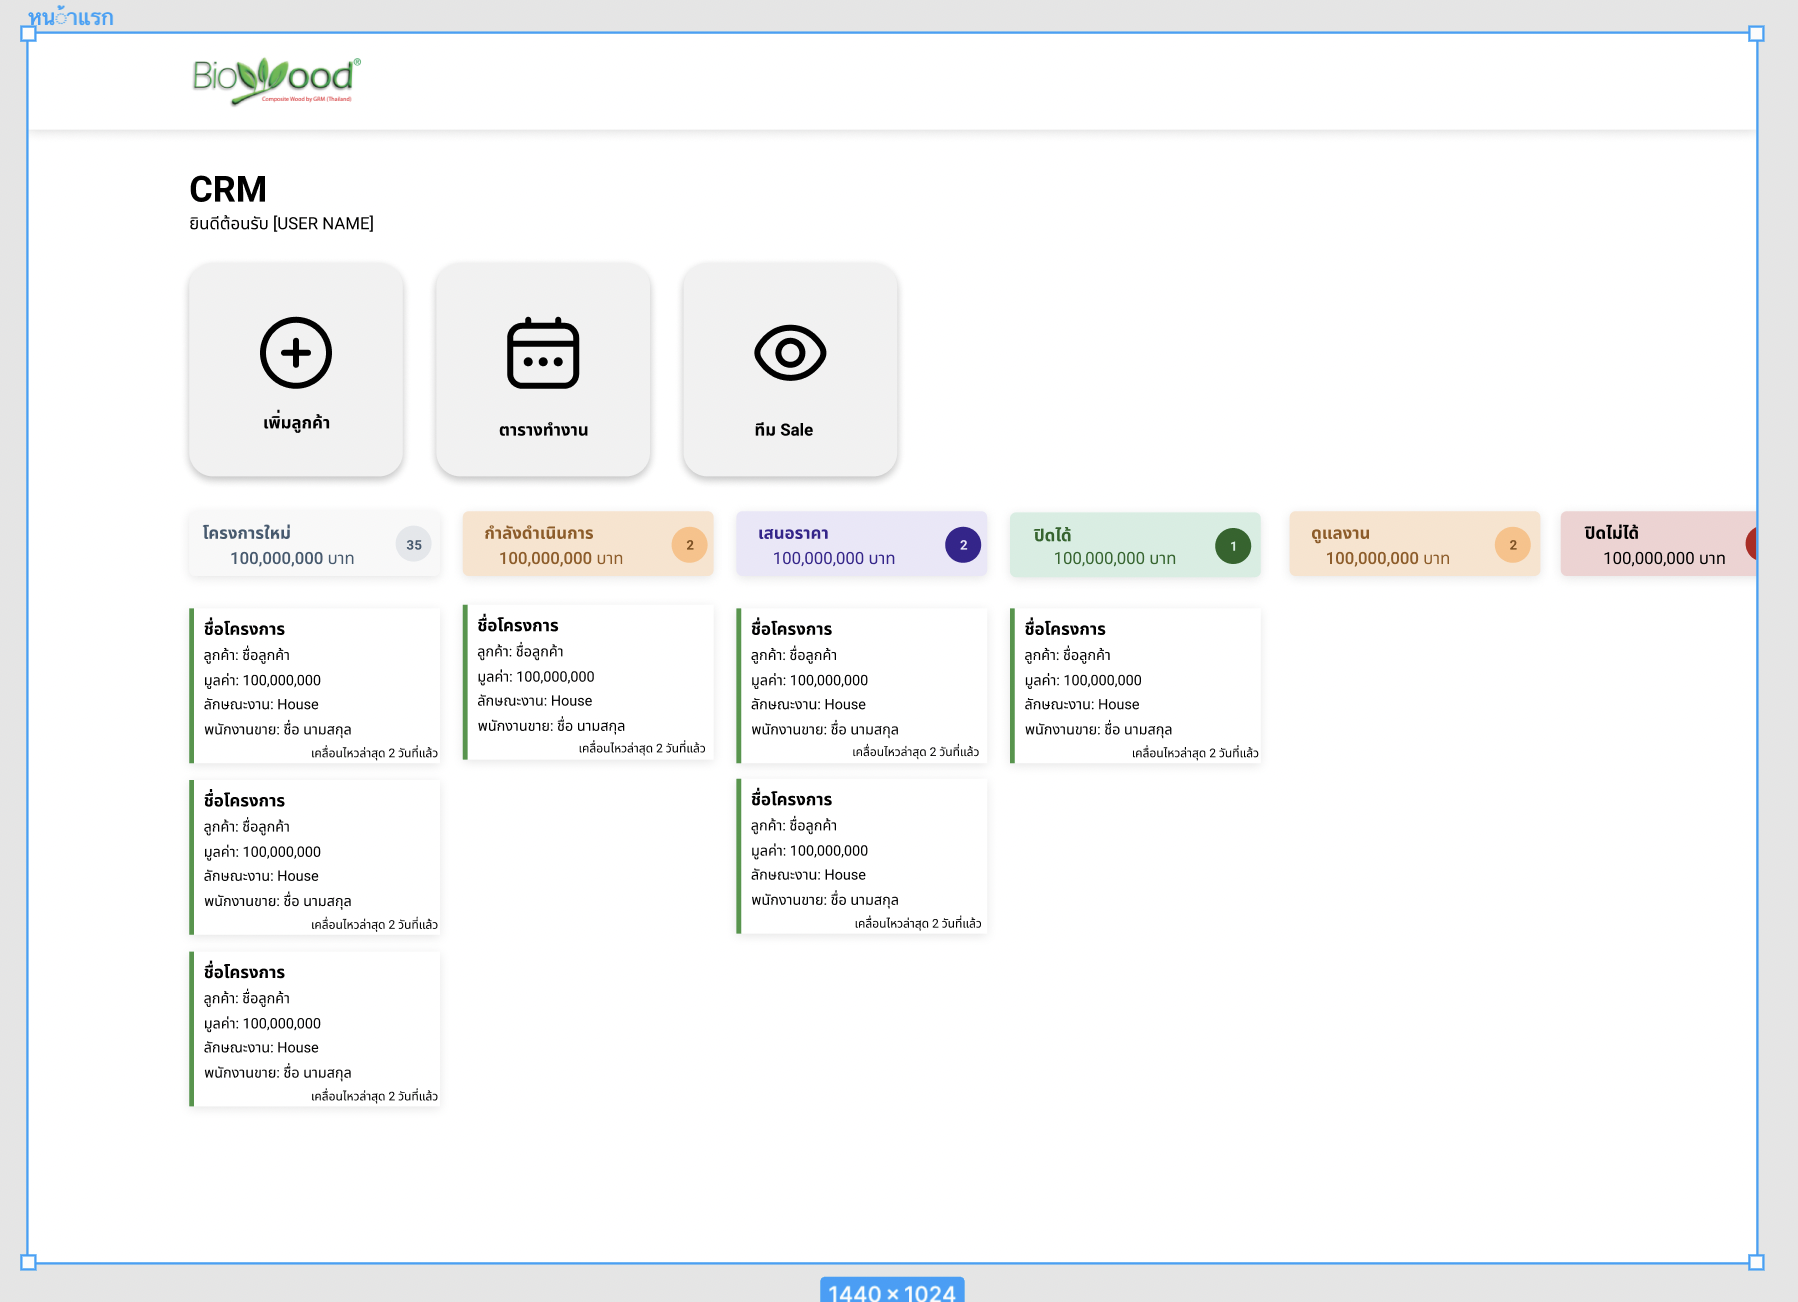 หน้าแรก
BioWood®
Composite Wood by GRM (Thailand)
CRM
ยินดีต้อนรับ [USER NAME]
เพิ่มลูกค้า
ตารางทำงาน
ทีม Sale
โครงการใหม่
100,000,000 บาท
35
กำลังดำเนินการ
100,000,000 บาท
2
เสนอราคา
100,000,000 บาท
2
ปิดได้
100,000,000 บาท
1
ดูแลงาน
100,000,000 บาท
2
ปิดไม่ได้
100,000,000 บาท
ชื่อโครงการ
ลูกค้า: ชื่อลูกค้า
มูลค่า: 100,000,000
ลักษณะงาน: House
พนักงานขาย: ชื่อ นามสกุล
เคลื่อนไหวล่าสุด 2 วันที่แล้ว
ชื่อโครงการ
ลูกค้า: ชื่อลูกค้า
มูลค่า: 100,000,000
ลักษณะงาน: House
พนักงานขาย: ชื่อ นามสกุล
เคลื่อนไหวล่าสุด 2 วันที่แล้ว
ชื่อโครงการ
ลูกค้า: ชื่อลูกค้า
มูลค่า: 100,000,000
ลักษณะงาน: House
พนักงานขาย: ชื่อ นามสกุล
เคลื่อนไหวล่าสุด 2 วันที่แล้ว
ชื่อโครงการ
ลูกค้า: ชื่อลูกค้า
มูลค่า: 100,000,000
ลักษณะงาน: House
พนักงานขาย: ชื่อ นามสกุล
เคลื่อนไหวล่าสุด 2 วันที่แล้ว
ชื่อโครงการ
ลูกค้า: ชื่อลูกค้า
มูลค่า: 100,000,000
ลักษณะงาน: House
พนักงานขาย: ชื่อ นามสกุล
เคลื่อนไหวล่าสุด 2 วันที่แล้ว
ชื่อโครงการ
ลูกค้า: ชื่อลูกค้า
มูลค่า: 100,000,000
ลักษณะงาน: House
พนักงานขาย: ชื่อ นามสกุล
เคลื่อนไหวล่าสุด 2 วันที่แล้ว
ชื่อโครงการ
ลูกค้า: ชื่อลูกค้า
มูลค่า: 100,000,000
ลักษณะงาน: House
พนักงานขาย: ชื่อ นามสกุล
เคลื่อนไหวล่าสุด 2 วันที่แล้ว
1440 × 1024